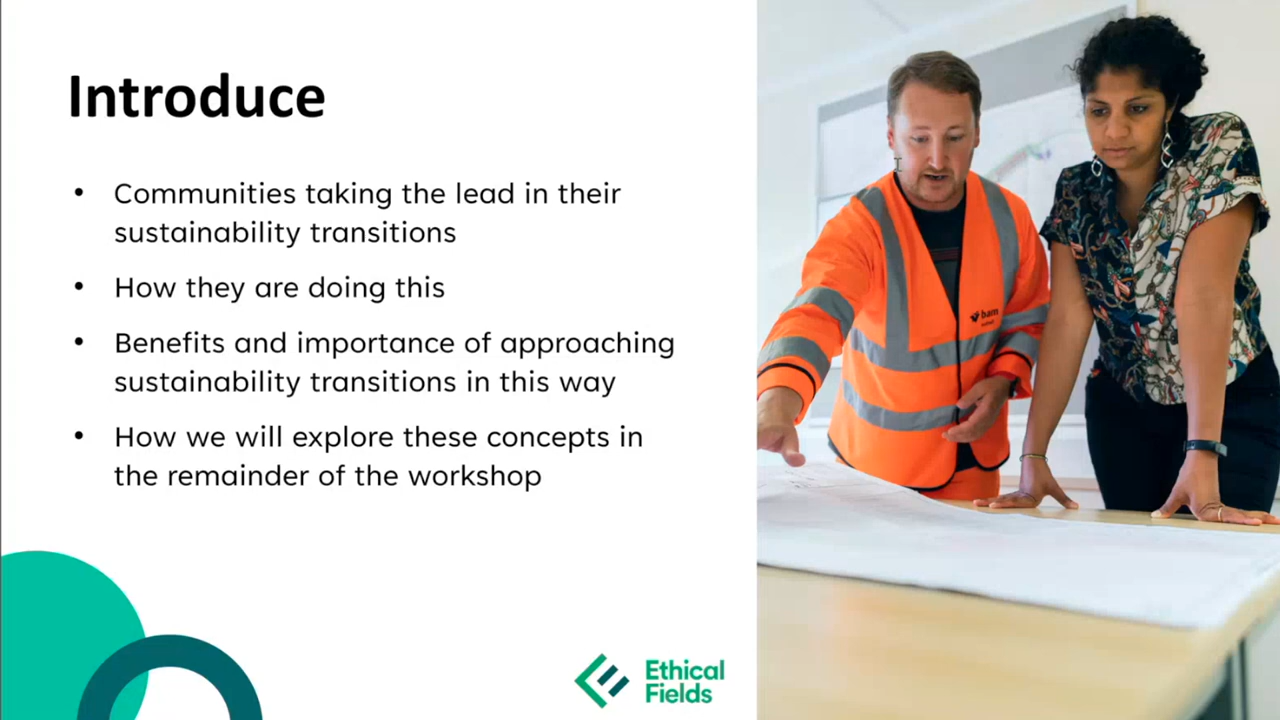 Introduce
• Communities taking the lead in their
sustainability transitions
• How they are doing this
• Benefits and importance of approaching
sustainability transitions in this way
• How we will explore these concepts in
the remainder of the workshop
Ethical
Fields
bam